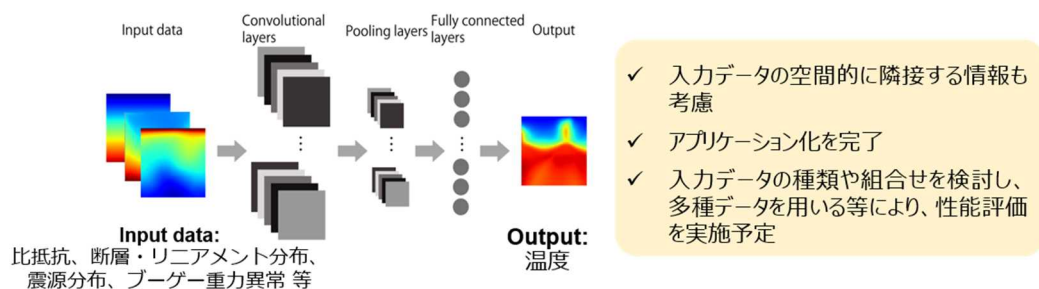 Input data
Convolutional
layers
Pooling layers
Fully connected
layers
Output
Input data:
比抵抗、断層・リニアメント分布、
震源分布、ブーゲー重力異常 等
Output:
温度
✓ 入力データの空間的に隣接する情報も
考慮
✓ アプリケーション化を完了
✓ 入力データの種類や組合せを検討し、
多種データを用いる等により、性能評価
を実施予定